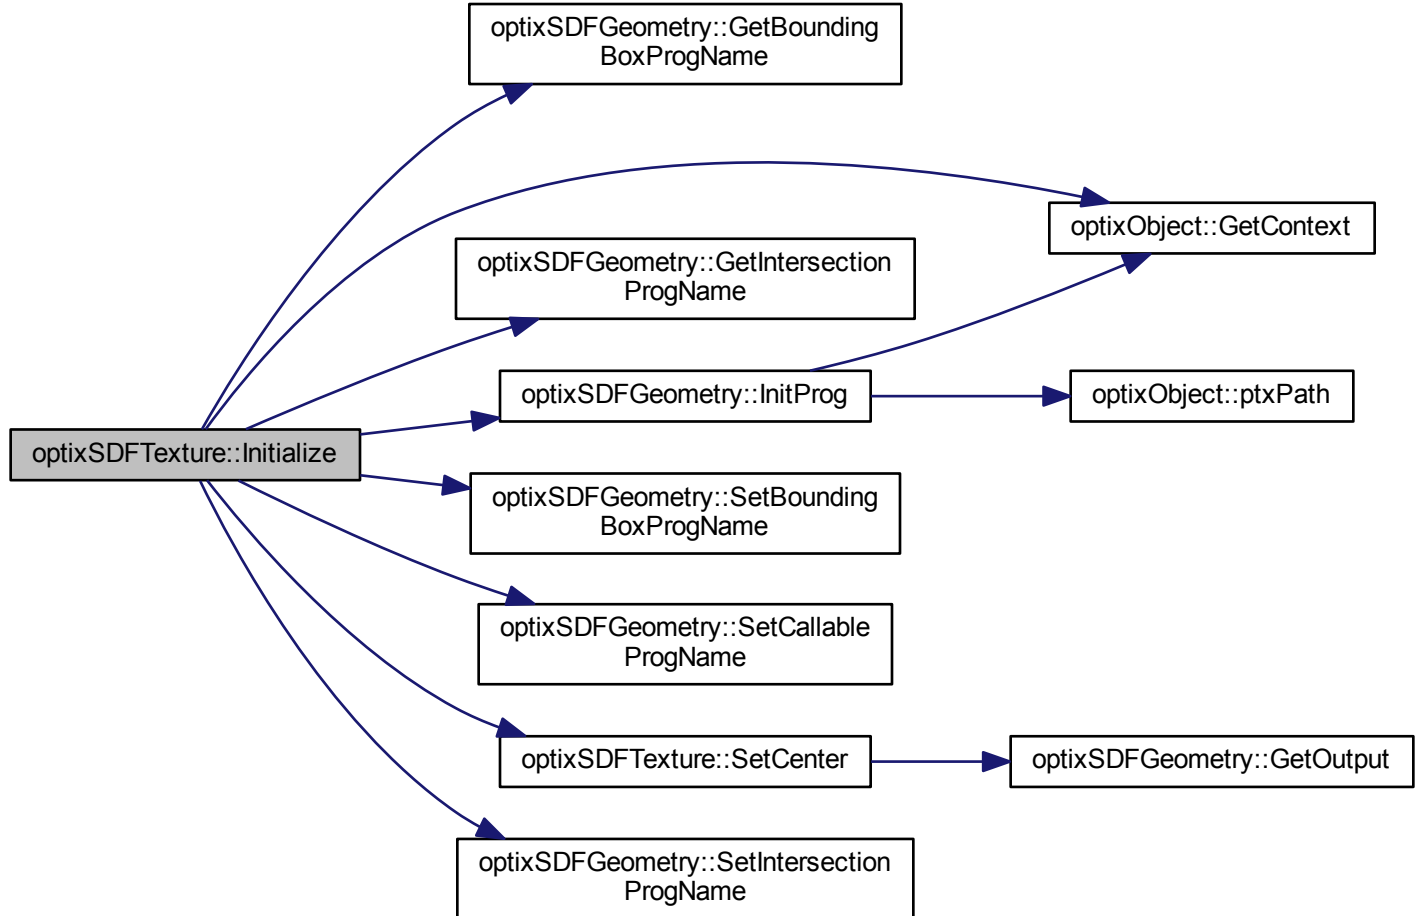 optixSDFGeometry::GetBounding
BoxProgName
optixObject::GetContext
optixSDFGeometry::GetIntersection
ProgName
optixSDFGeometry::InitProg
optixObject::ptxPath
optixSDFTexture::Initialize
optixSDFGeometry::SetBounding
BoxProgName
optixSDFGeometry::SetCallable
ProgName
optixSDFTexture::SetCenter
optixSDFGeometry::GetOutput
optixSDFGeometry::SetIntersection
ProgName